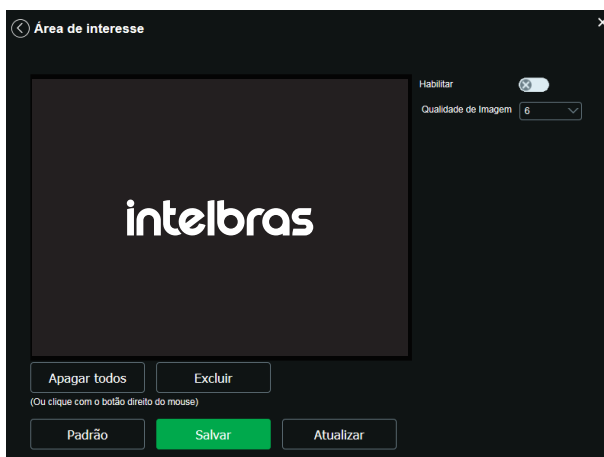 Área de interesse
Habilitar
Qualidade de Imagem 6
intelbras
Apagar todos Excluir
(Ou clique com o botão direito do mouse)
Padrão Salvar Atualizar